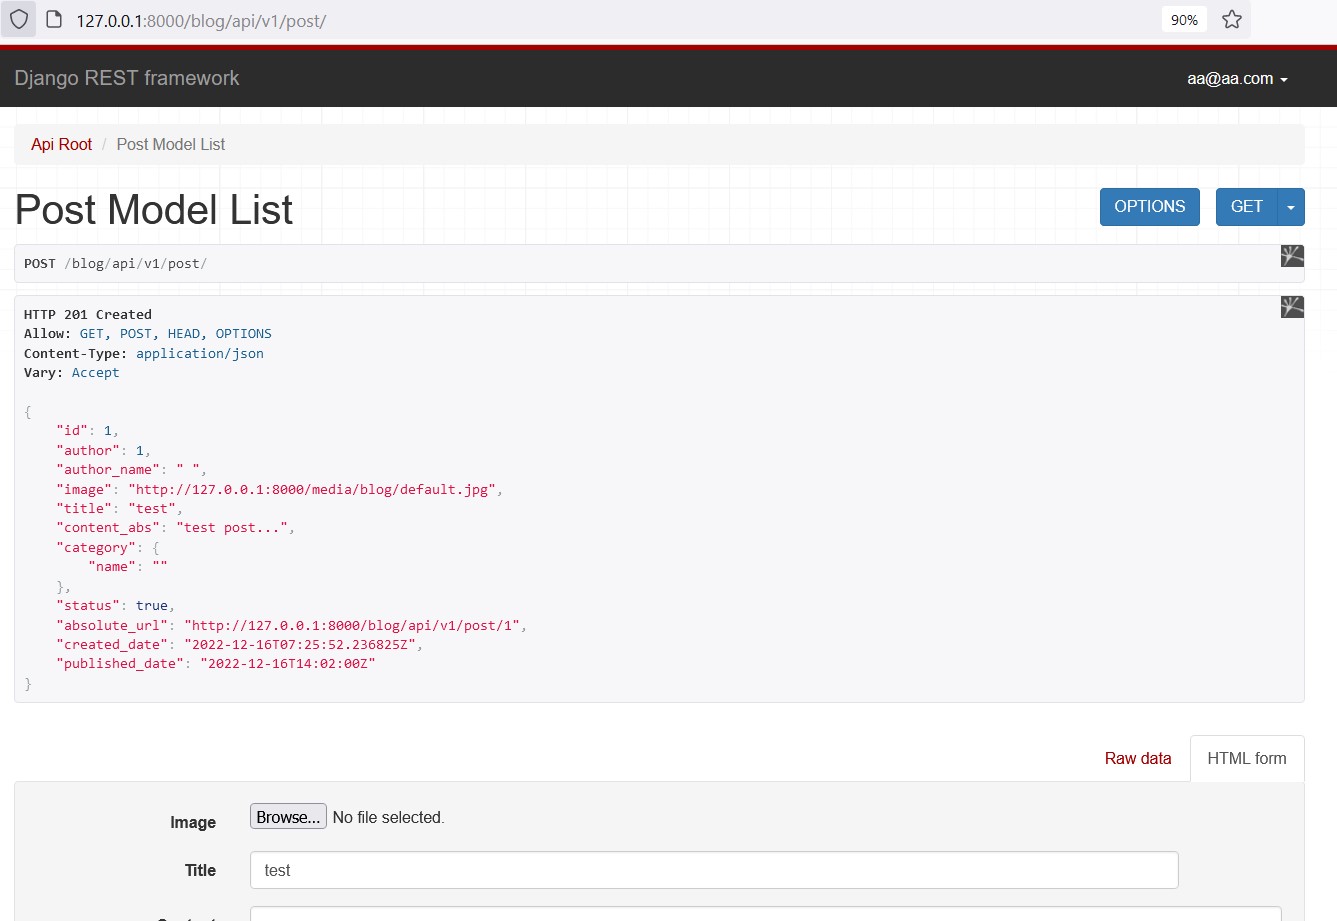 127.0.0.1:8000/blog/api/v1/post/
90%
Django REST framework
aa@aa.com
Api Root / Post Model List
Post Model List
OPTIONS
GET
POST /blog/api/v1/post/
HTTP 201 Created
Allow: GET, POST, HEAD, OPTIONS
Content-Type: application/json
Vary: Accept
{
    "id": 1,
    "author": 1,
    "author_name": " ",
    "image": "http://127.0.0.1:8000/media/blog/default.jpg",
    "title": "test",
    "content_abs": "test post...",
    "category": {
        "name": ""
    },
    "status": true,
    "absolute_url": "http://127.0.0.1:8000/blog/api/v1/post/1",
    "created_date": "2022-12-16T07:25:52.236825Z",
    "published_date": "2022-12-16T14:02:00Z"
}
Raw data
HTML form
Image
Browse... No file selected.
Title
test